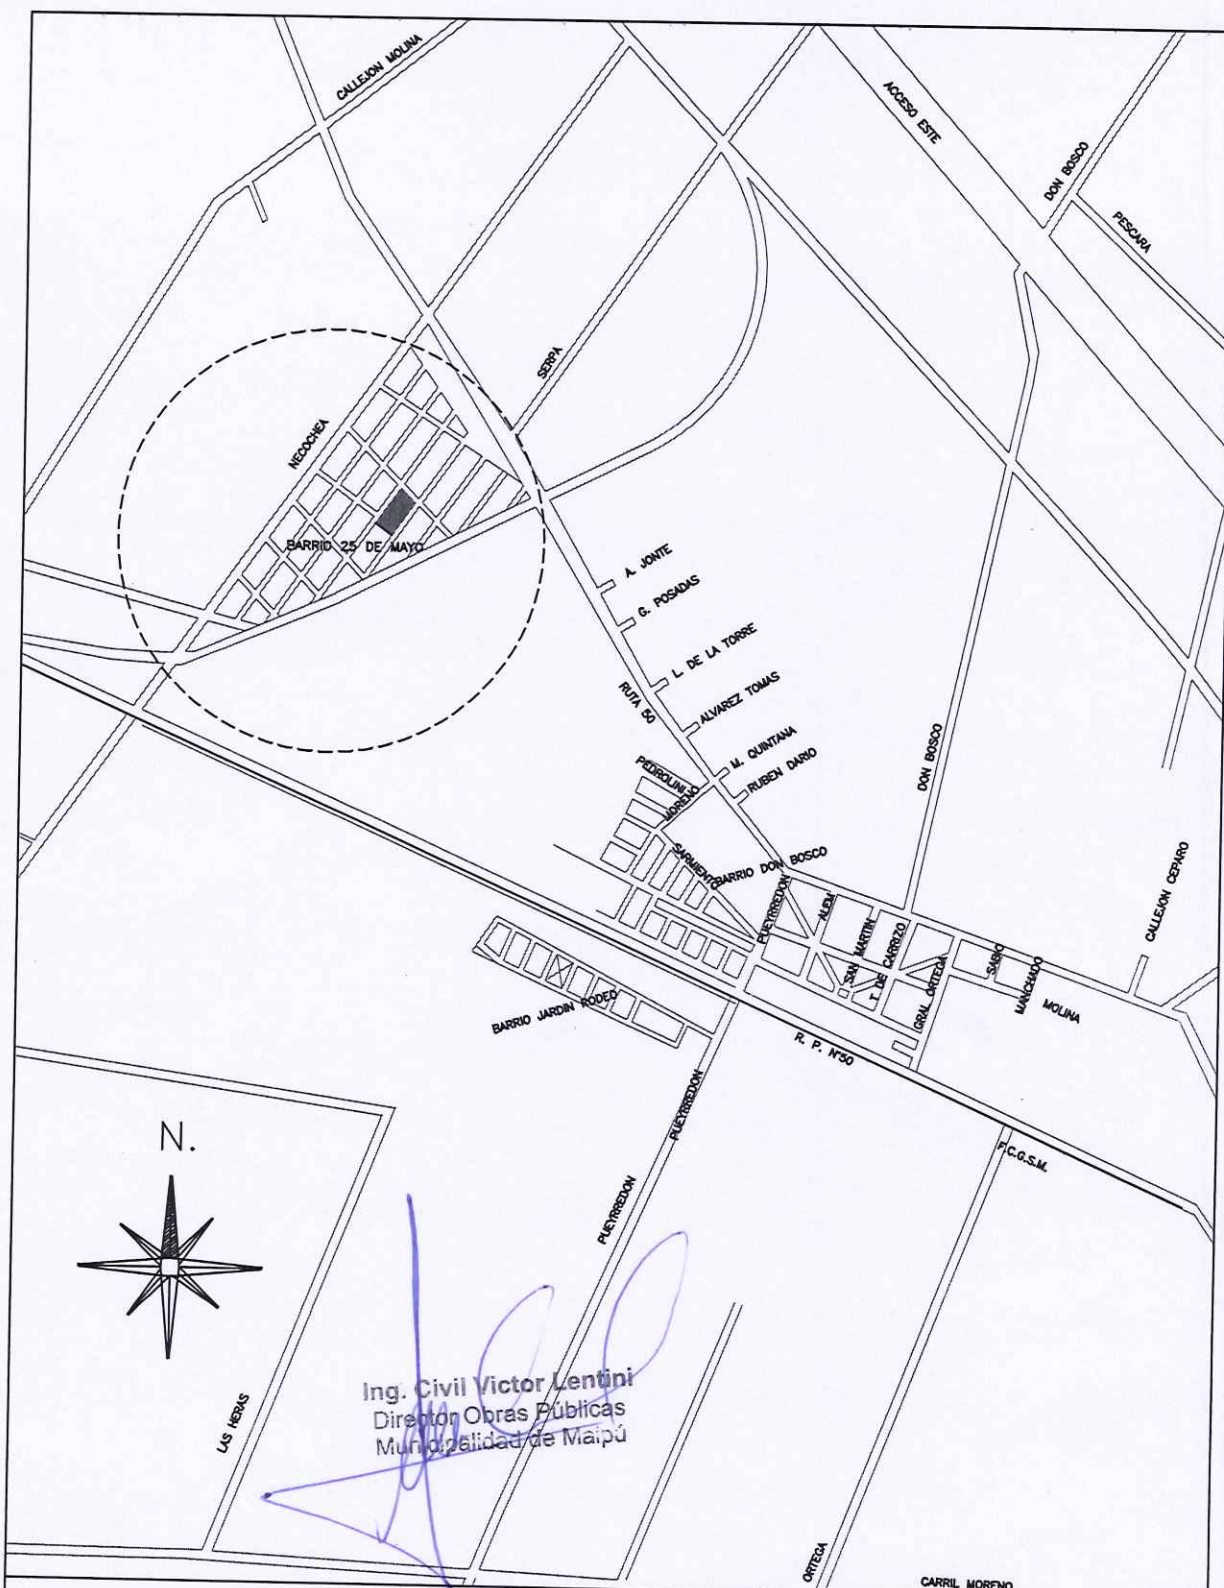 CALLEJON MOLINA
ACCESO ESTE
DON BOSCO
PESCARA
SERPA
NECOCHEA
BARRIO 25 DE MAYO
A. JONTE
G. POSADAS
L. DE LA TORRE
RUTA 50
ALVAREZ TOMAS
M. QUINTANA
RUBEN DARIO
PEDROLINI
MORENO
DON BOSCO
SARMIENTO
BARRIO DON BOSCO
PUEYRREDON
ALEM
SAN MARTIN
T. DE CARRIZO
GRAL ORTEGA
SABIO
MANCHADO
MOLINA
CALLEJON CEPARO
BARRIO JARDIN RODEO
R. P. N°50
PUEYRREDON
F.C.G.S.M.
N.
PUEYRREDON
LAS HERAS
Ing. Civil Victor Lentini
Director Obras Públicas
Municipalidad de Maipú
ORTEGA
CARRIL MORENO